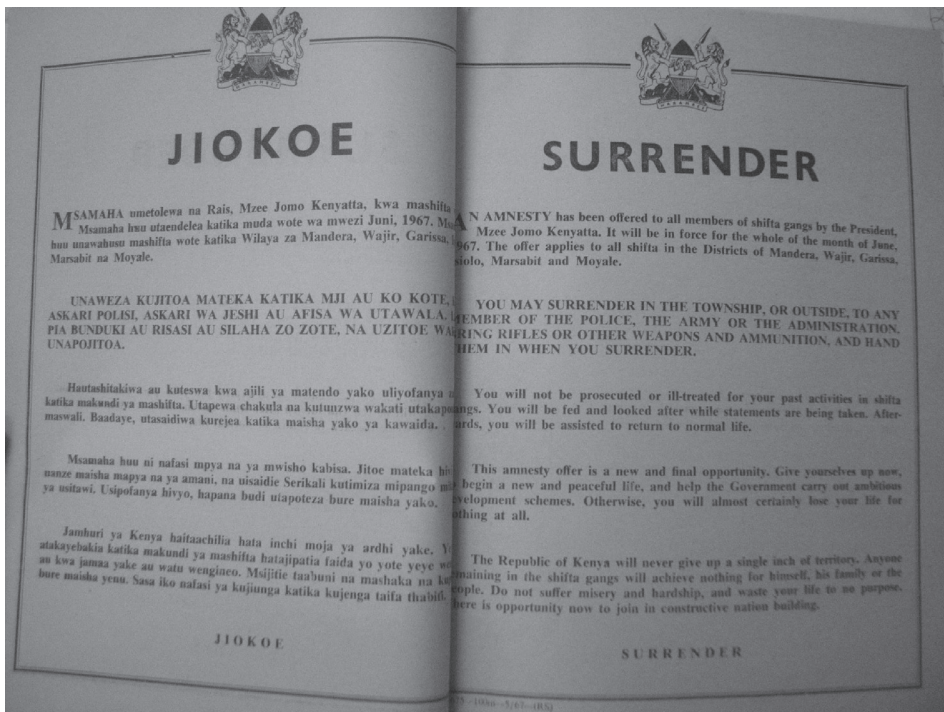 JIOKOE
MSAMAHA umetolewa na Rais, Mzee Jomo Kenyatta, kwa mashifta
Msamaha huu utaendelea katika muda wote wa mwezi Juni, 1967.
huu unawahusu mashifta wote katika Wilaya za Mandera, Wajir, Garissa,
Marsabit na Moyale.
UNAWEZA KUJITOA MATEKA KATIKA MJI AU KO KOTE,
ASKARI POLISI, ASKARI WA JESHI AU AFISA WA UTAWALA,
PIA BUNDUKI AU RISASI AU SILAHA ZO ZOTE, NA UZITOE
UNAPOJITOA.
Hautashitakiwa au kuteswa kwa ajili ya matendo yako uliyofanya
katika makundi ya mashifta. Utapewa chakula na kutunzwa wakati
maswali. Baadaye, utasaidiwa kurejea katika maisha yako ya kawaida.
Msamaha huu ni nafasi mpya na ya mwisho kabisa. Jitoe mateka
uanze maisha mapya na ya amani, na uisaidie Serikali kutimiza mipango
ya usitawi. Usipofanya hivyo, hapana budi utapoteza bure maisha yako.
Jamhuri ya Kenya haitaachilia hata inchi moja ya ardhi yake.
atakayebakia katika makundi ya mashifta hatajipatia faida yo yote yeye
au kwa jamaa yake au watu wengineo. Msijitie taabuni na mashaka na
bure maisha yenu. Sasa iko nafasi ya kujiunga katika kujenga taifa thabiti.
JIOKOE
SURRENDER
AN AMNESTY has been offered to all members of shifta gangs by the President,
Mzee Jomo Kenyatta. It will be in force for the whole of the month of June,
967. The offer applies to all shifta in the Districts of Mandera, Wajir, Garissa,
siolo, Marsabit and Moyale.
YOU MAY SURRENDER IN THE TOWNSHIP, OR OUTSIDE, TO ANY
EMBER OF THE POLICE, THE ARMY OR THE ADMINISTRATION.
RING RIFLES OR OTHER WEAPONS AND AMMUNITION, AND HAND
HEM IN WHEN YOU SURRENDER.
You will not be prosecuted or ill-treated for your past activities in shifta
angs. You will be fed and looked after while statements are being taken. After-
ards, you will be assisted to return to normal life.
This amnesty offer is a new and final opportunity. Give yourselves up now,
begin a new and peaceful life, and help the Government carry out ambitious
evelopment schemes. Otherwise, you will almost certainly lose your life for
othing at all.
The Republic of Kenya will never give up a single inch of territory. Anyone
emaining in the shifta gangs will achieve nothing for himself, his family or the
eople. Do not suffer misery and hardship, and waste your life to no purpose.
here is opportunity now to join in constructive nation building.
SURRENDER